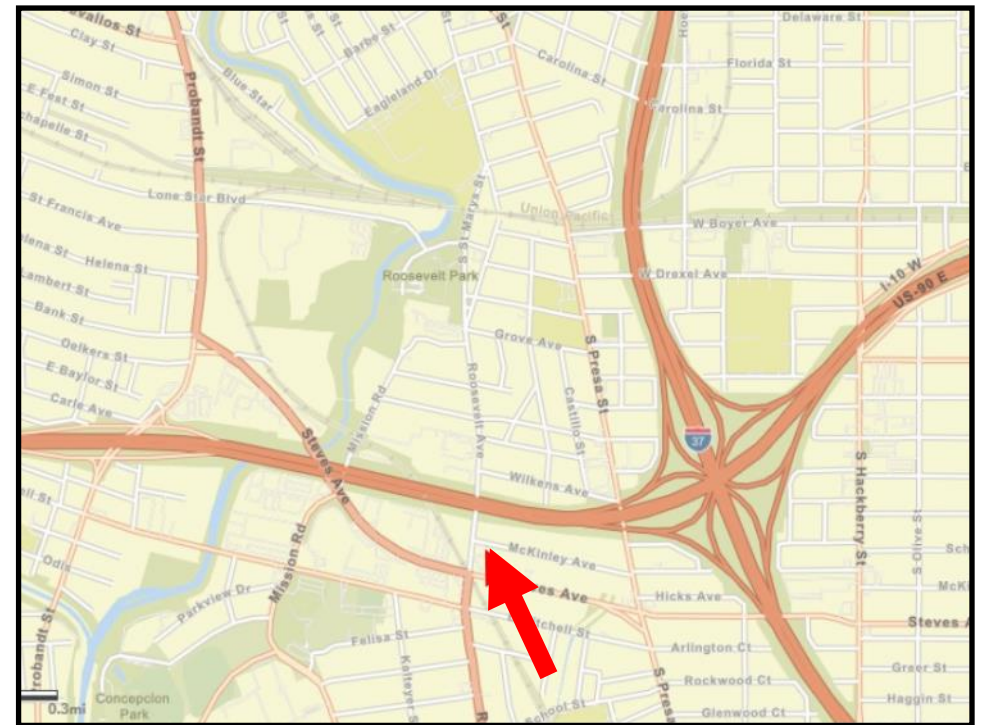 Clay St
Probandt St
Simon St
E Fest St
Blue Star
Barbe St
Eagleland Dr
Carolina St
Delaware St
Florida St
Carolina St
Lone Star Blvd
St Francis Ave
Helena St
Lambert St
Bank St
Oelkers St
E Baylor St
Carle Ave
S St Marys St
Union Pacific
W Boyer Ave
W Drexel Ave
I-10 W
US-90 E
Roosevelt Park
Grove Ave
S Presa St
Roosevelt Ave
Castillo St
Mission Rd
Steves Ave
Wilkens Ave
37
S Hackberry St
S Olive St
McKinley Ave
Mission Rd
Parkview Dr
Felisa St
Hicks Ave
Steves
Arlington Ct
Rockwood Ct
Glenwood Ct
Greer St
Haggin St
S Presa
School St
Concepcion
Park
0.3mi